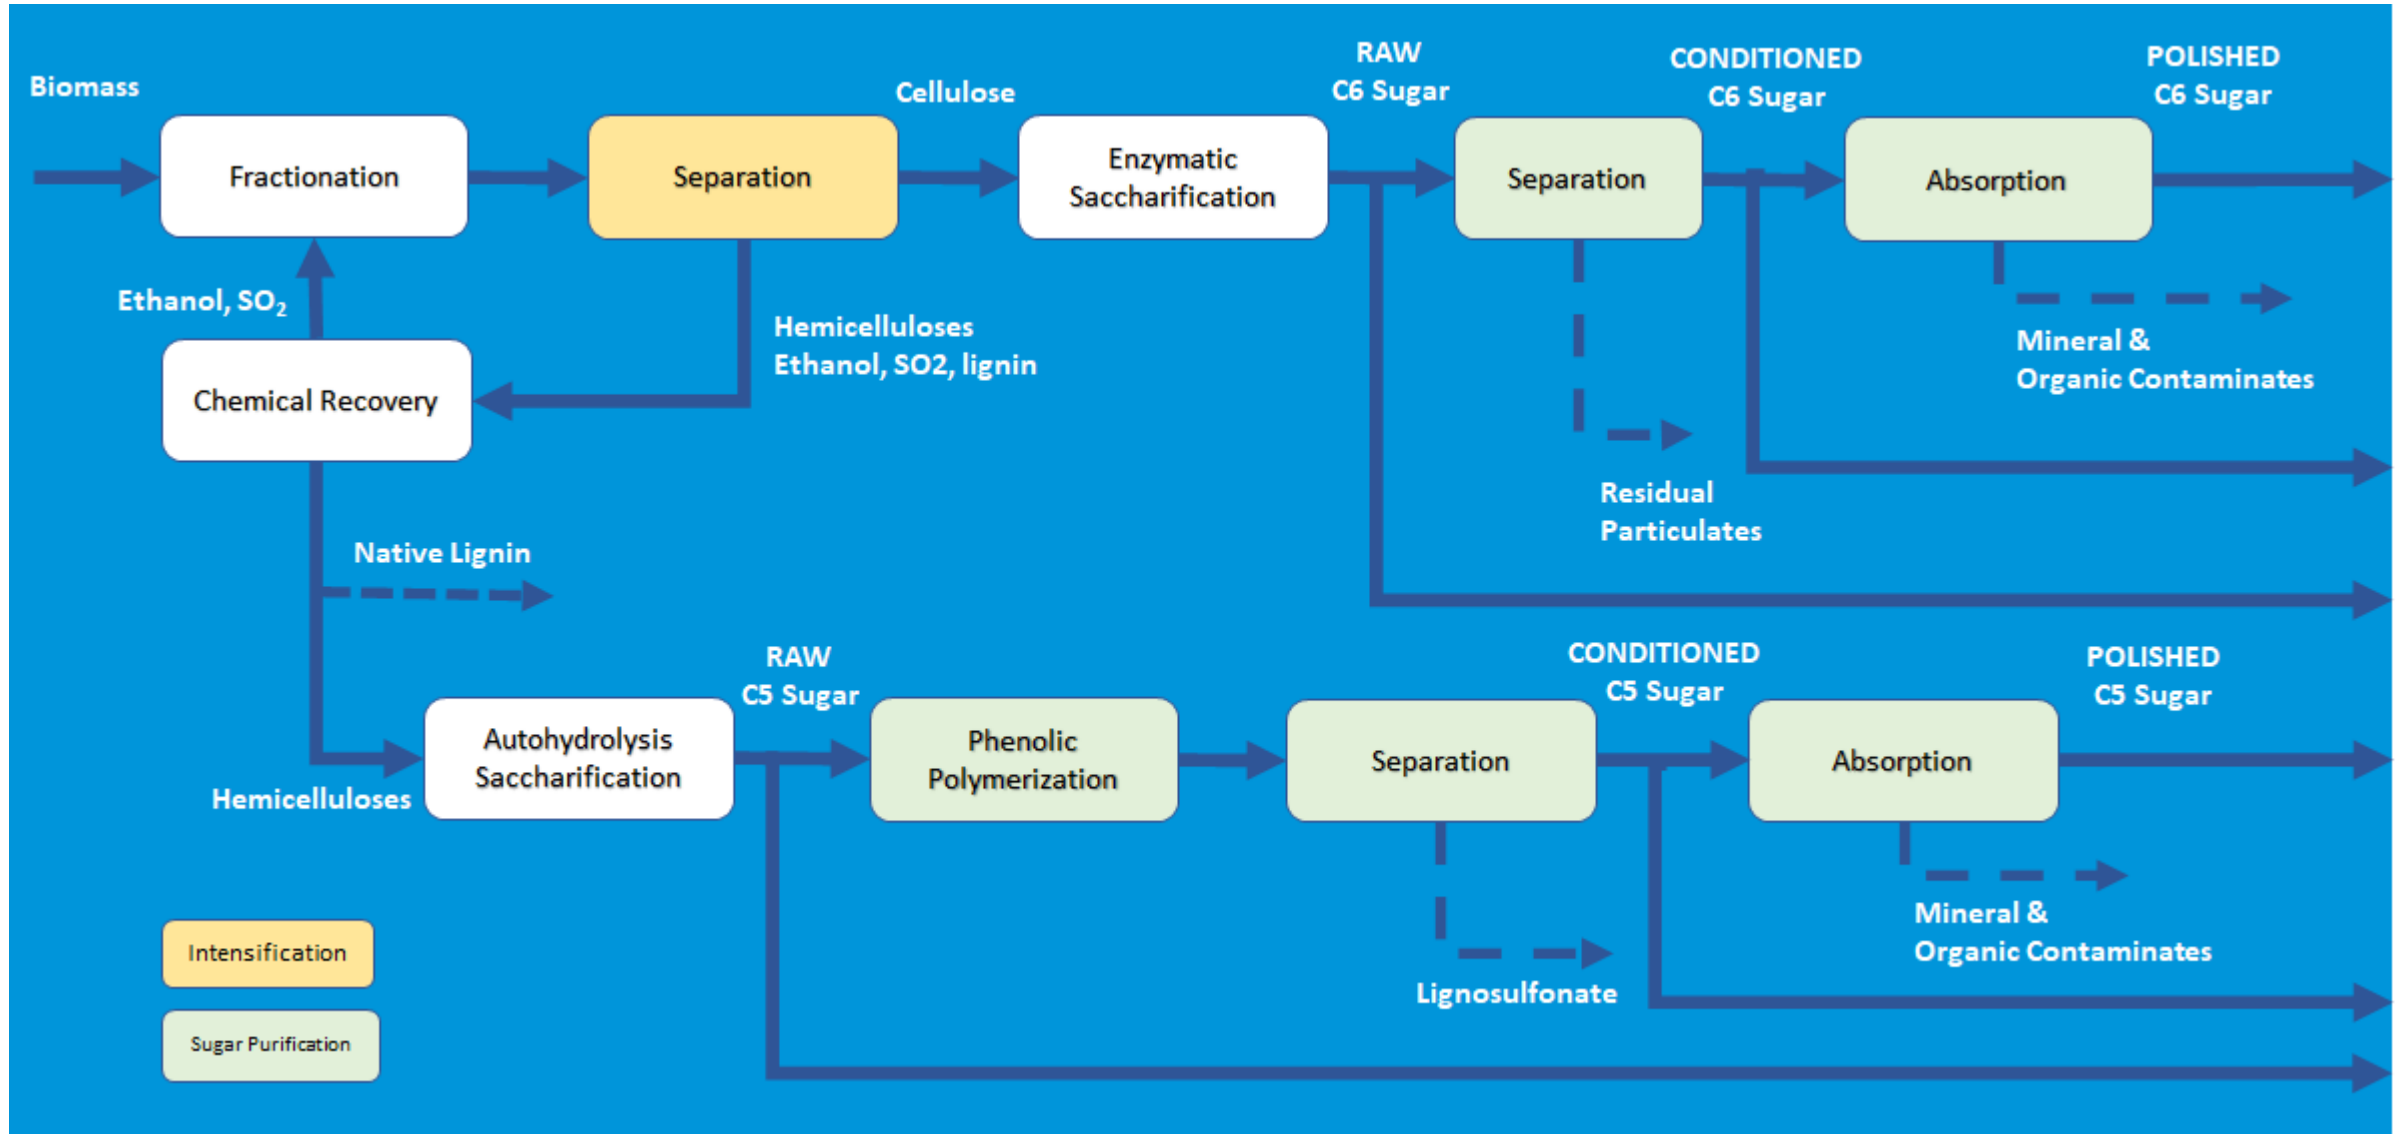 Biomass
Fractionation
Separation
Cellulose
Enzymatic
Saccharification
RAW
C6 Sugar
Separation
CONDITIONED
C6 Sugar
Absorption
POLISHED
C6 Sugar
Ethanol, SO₂
Hemicelluloses
Ethanol, SO2, lignin
Chemical Recovery
Mineral &
Organic Contaminates
Residual
Particulates
Native Lignin
Hemicelluloses
Autohydrolysis
Saccharification
RAW
C5 Sugar
Phenolic
Polymerization
Separation
CONDITIONED
C5 Sugar
Absorption
POLISHED
C5 Sugar
Lignosulfonate
Mineral &
Organic Contaminates
Intensification
Sugar Purification